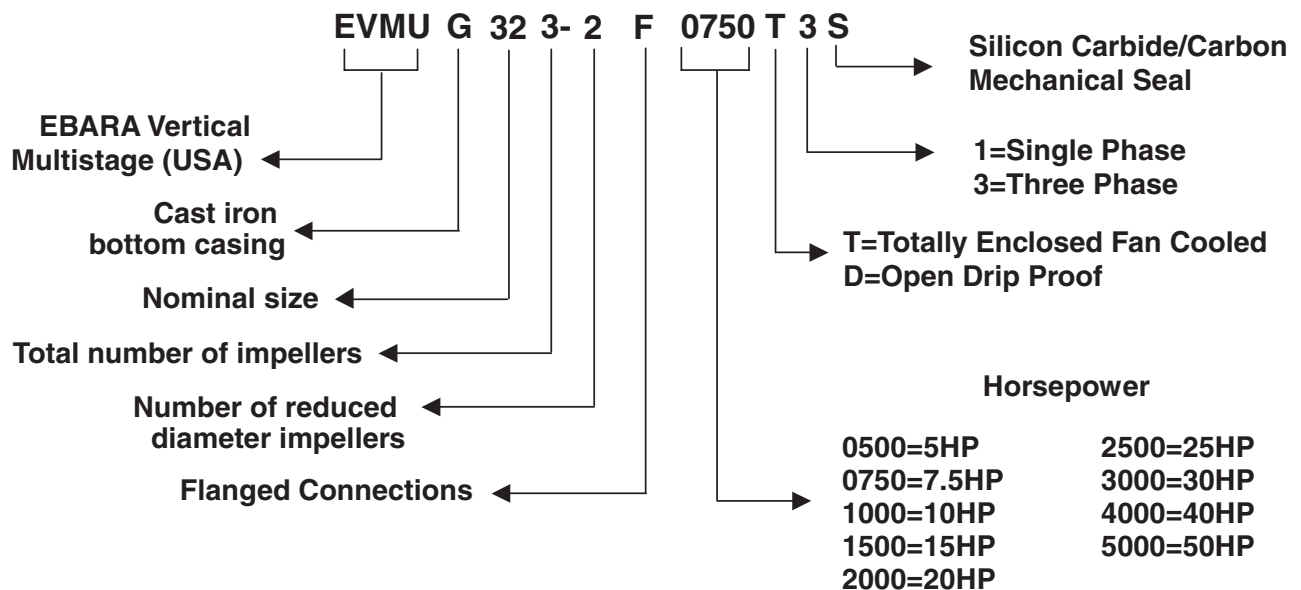 EVMU G 32 3- 2 F 0750 T 3 S
Silicon Carbide/Carbon
Mechanical Seal
EBARA Vertical
Multistage (USA)
1=Single Phase
3=Three Phase
Cast iron
bottom casing
T=Totally Enclosed Fan Cooled
D=Open Drip Proof
Nominal size
Total number of impellers
Number of reduced
diameter impellers
Flanged Connections
Horsepower
0500=5HP
0750=7.5HP
1000=10HP
1500=15HP
2000=20HP
2500=25HP
3000=30HP
4000=40HP
5000=50HP